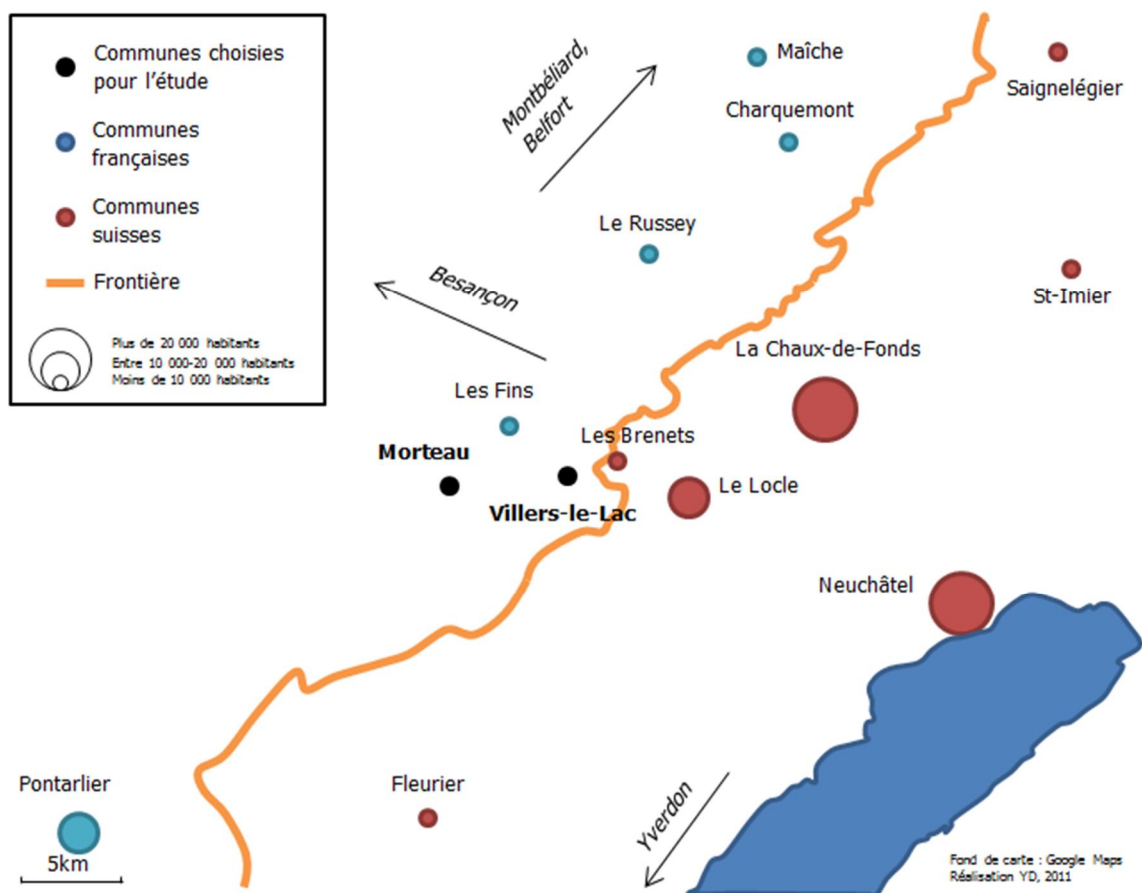 Communes choisies
pour l'étude
Communes
françaises
Communes
suisses
Frontière
Plus de 20 000 habitants
Entre 10 000-20 000 habitants
Moins de 10 000 habitants
Montbéliard,
Belfort
Maîche
Saignelégier
Charquemont
Le Russey
Besançon
St-Imier
La Chaux-de-Fonds
Les Fins
Les Brenets
Morteau
Le Locle
Villers-le-Lac
Neuchâtel
Pontarlier
Fleurier
Yverdon
5km
Fond de carte : Google Maps
Réalisation YD, 2011